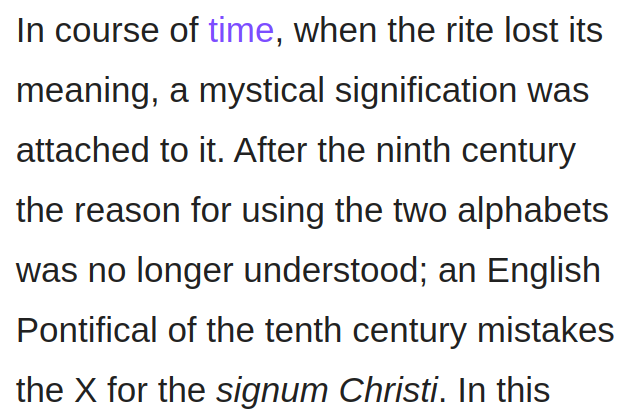 In course of time, when the rite lost its
meaning, a mystical signification was
attached to it. After the ninth century
the reason for using the two alphabets
was no longer understood; an English
Pontifical of the tenth century mistakes
the X for the signum Christi. In this